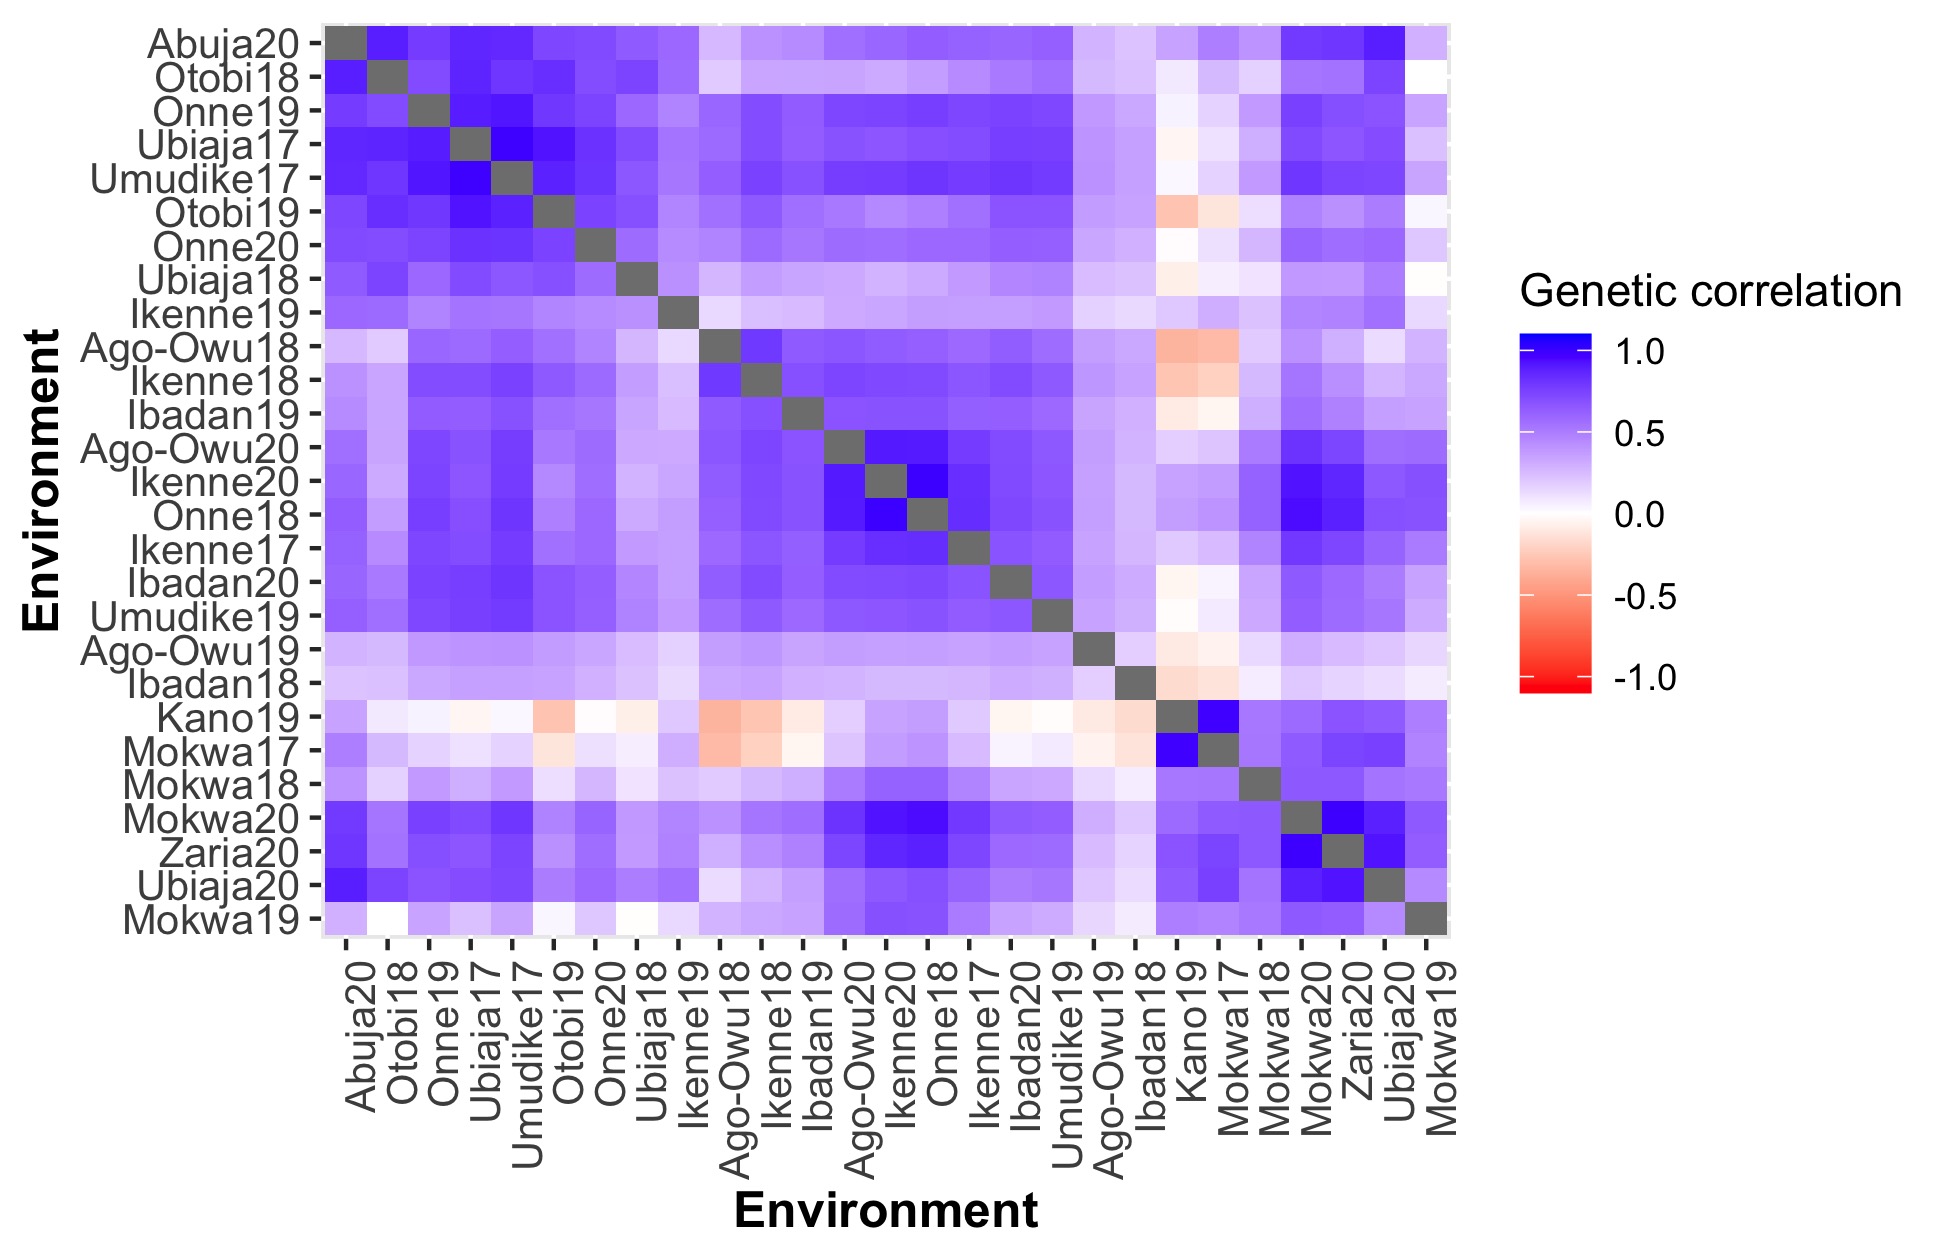 Abuja20
Otobi18
Onne19
Ubiaja17
Umudike17
Otobi19
Onne20
Ubiaja18
Ikenne19
Ago-Owu18
Ikenne18
Ibadan19
Ago-Owu20
Ikenne20
Onne18
Ikenne17
Ibadan20
Umudike19
Ago-Owu19
Ibadan18
Kano19
Mokwa17
Mokwa18
Mokwa20
Zaria20
Ubiaja20
Mokwa19
Environment
Abuja20
Otobi18
Onne19
Ubiaja17
Umudike17
Otobi19
Onne20
Ubiaja18
Ikenne19
Ago-Owu18
Ikenne18
Ibadan19
Ago-Owu20
Ikenne20
Onne18
Ikenne17
Ibadan20
Umudike19
Ago-Owu19
Ibadan18
Kano19
Mokwa17
Mokwa18
Mokwa20
Zaria20
Ubiaja20
Mokwa19
Environment
Genetic correlation
1.0
0.5
0.0
-0.5
-1.0